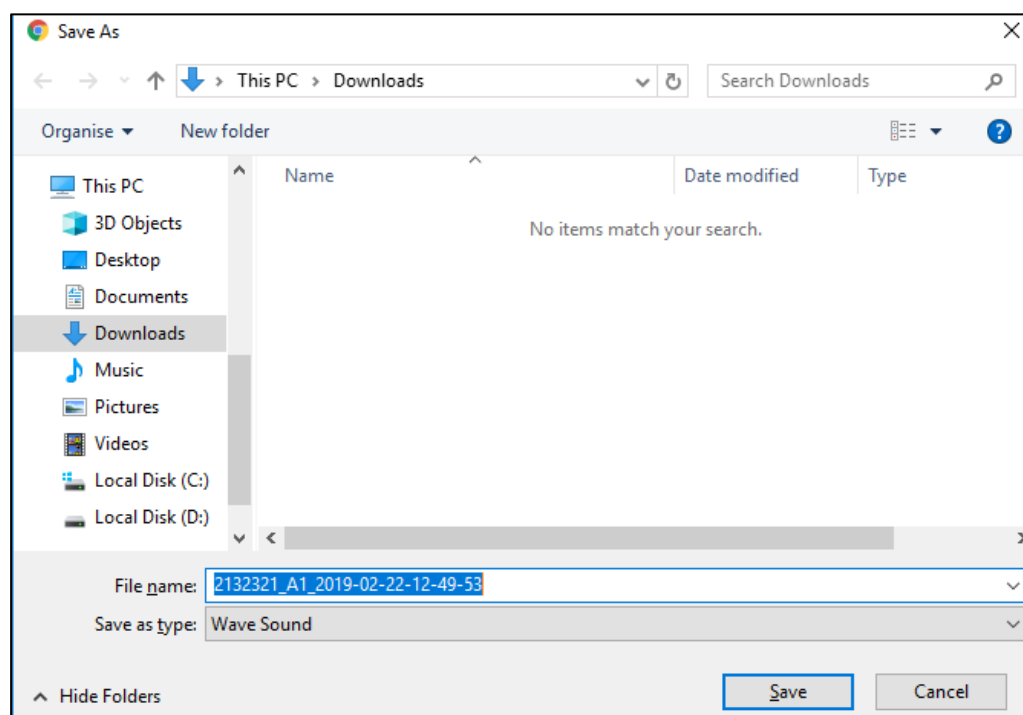 Save As
This PC > Downloads
Search Downloads
Organise
New folder
?
Name
Date modified
Type
No items match your search.
This PC
3D Objects
Desktop
Documents
Downloads
Music
Pictures
Videos
Local Disk (C:)
Local Disk (D:)
File name: 2132321_A1_2019-02-22-12-49-53
Save as type: Wave Sound
Hide Folders
Save
Cancel